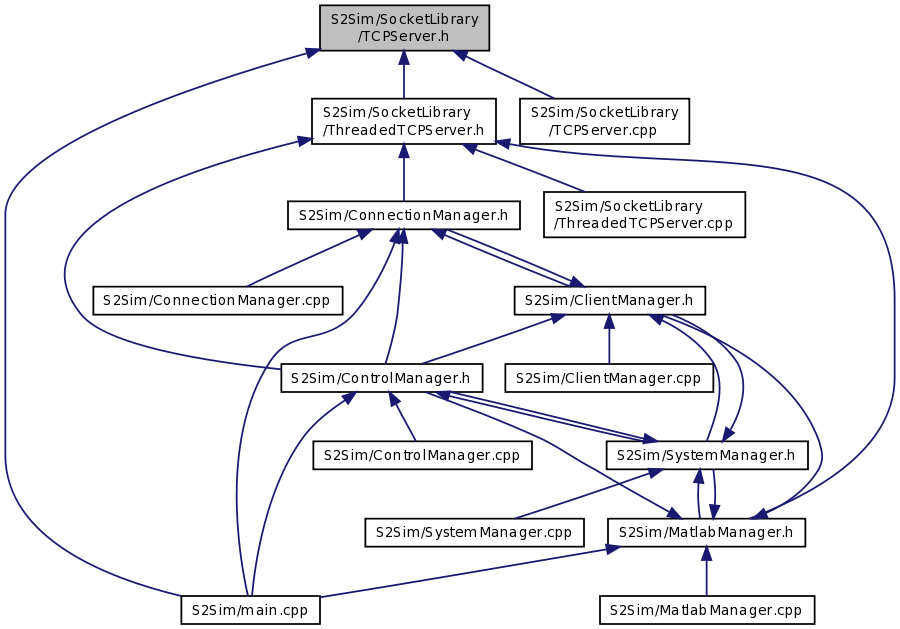 S2Sim/SocketLibrary
/TCPServer.h
S2Sim/SocketLibrary
/ThreadedTCPServer.h
S2Sim/SocketLibrary
/TCPServer.cpp
S2Sim/ConnectionManager.h
S2Sim/SocketLibrary
/ThreadedTCPServer.cpp
S2Sim/ConnectionManager.cpp
S2Sim/ClientManager.h
S2Sim/ControlManager.h
S2Sim/ClientManager.cpp
S2Sim/ControlManager.cpp
S2Sim/SystemManager.h
S2Sim/SystemManager.cpp
S2Sim/MatlabManager.h
S2Sim/main.cpp
S2Sim/MatlabManager.cpp